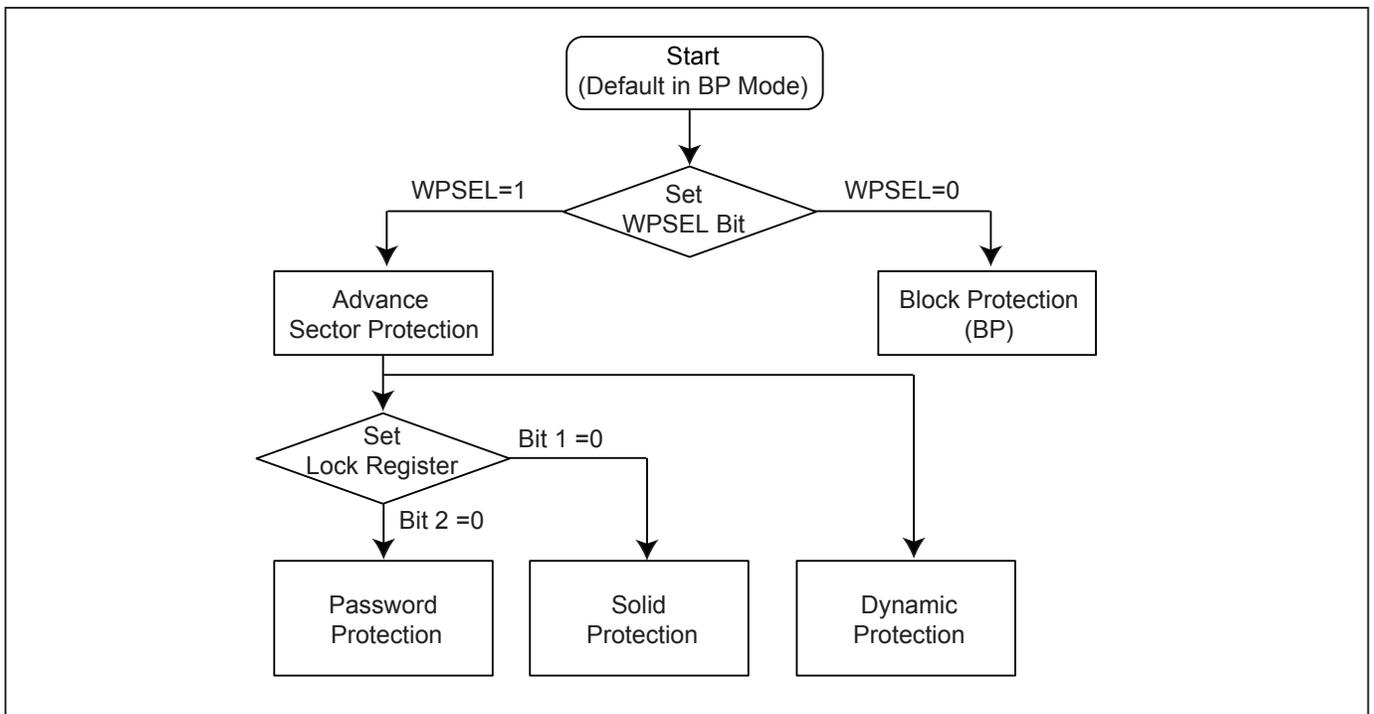 Start
(Default in BP Mode)
WPSEL=1
Set
WPSEL Bit
WPSEL=0
Advance
Sector Protection
Block Protection
(BP)
Set
Lock Register
Bit 1 =0
Bit 2 =0
Password
Protection
Solid
Protection
Dynamic
Protection